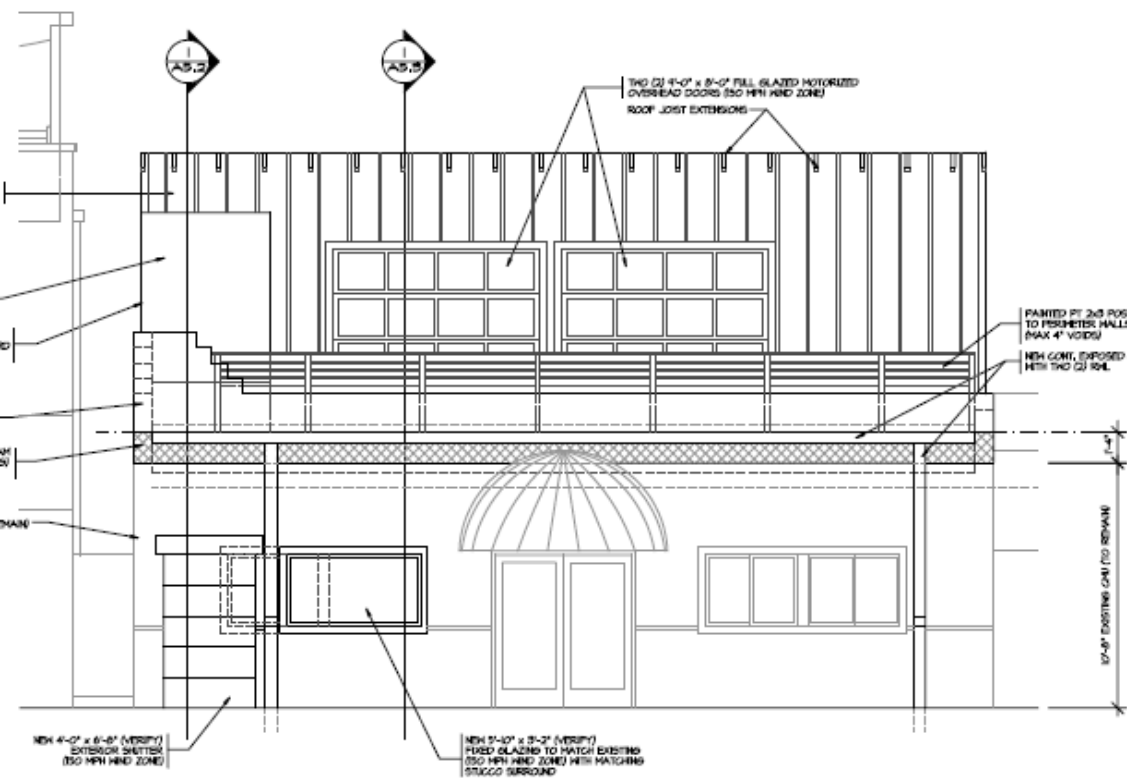 1
A5.2
1
A5.3
TWO (2) 9'-0" x 8'-0" FULL GLAZED MOTORIZED
OVERHEAD DOORS (150 MPH WIND ZONE)
ROOF JOIST EXTENSIONS
PAINTED PT 2x8 POS
TO PERIMETER WALLS
(MAX 4" VOIDS)
NEW CONT. EXPOSED
WITH TWO (2)
1'-4"
10'-8" EXISTING CMU (TO REMAIN)
EMAIN)
NEW 4'-0" x 6'-8" (VERIFY)
EXTERIOR SHUTTER
(150 MPH WIND ZONE)
NEW 5'-10" x 3'-2" (VERIFY)
FIXED GLAZING TO MATCH EXISTING
(150 MPH WIND ZONE) WITH MATCHING
STUCCO SURROUND